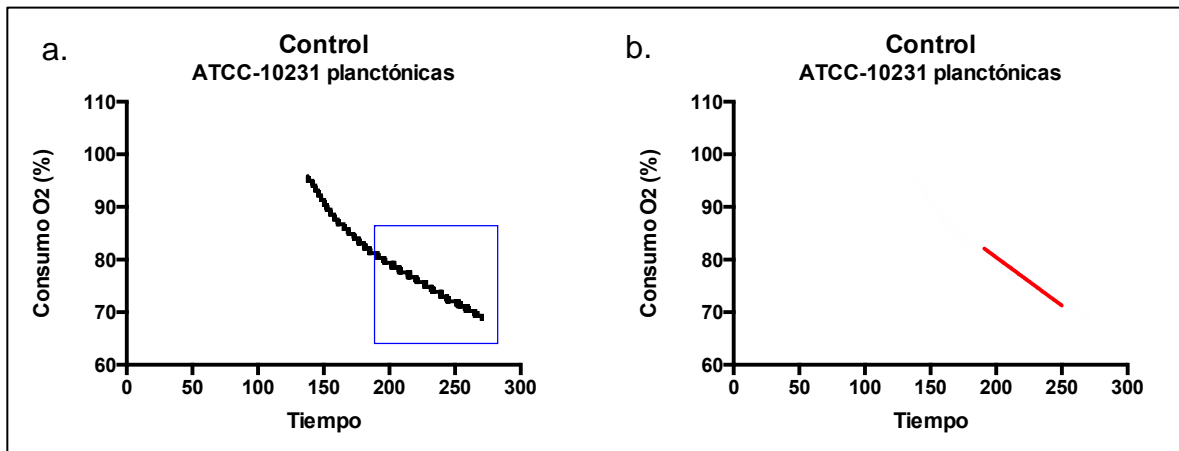 a.
Control
ATCC-10231 planctónicas
Consumo O2 (%)
110
100
90
80
70
60
0 50 100 150 200 250 300
Tiempo
b.
Control
ATCC-10231 planctónicas
Consumo O2 (%)
110
100
90
80
70
60
0 50 100 150 200 250 300
Tiempo